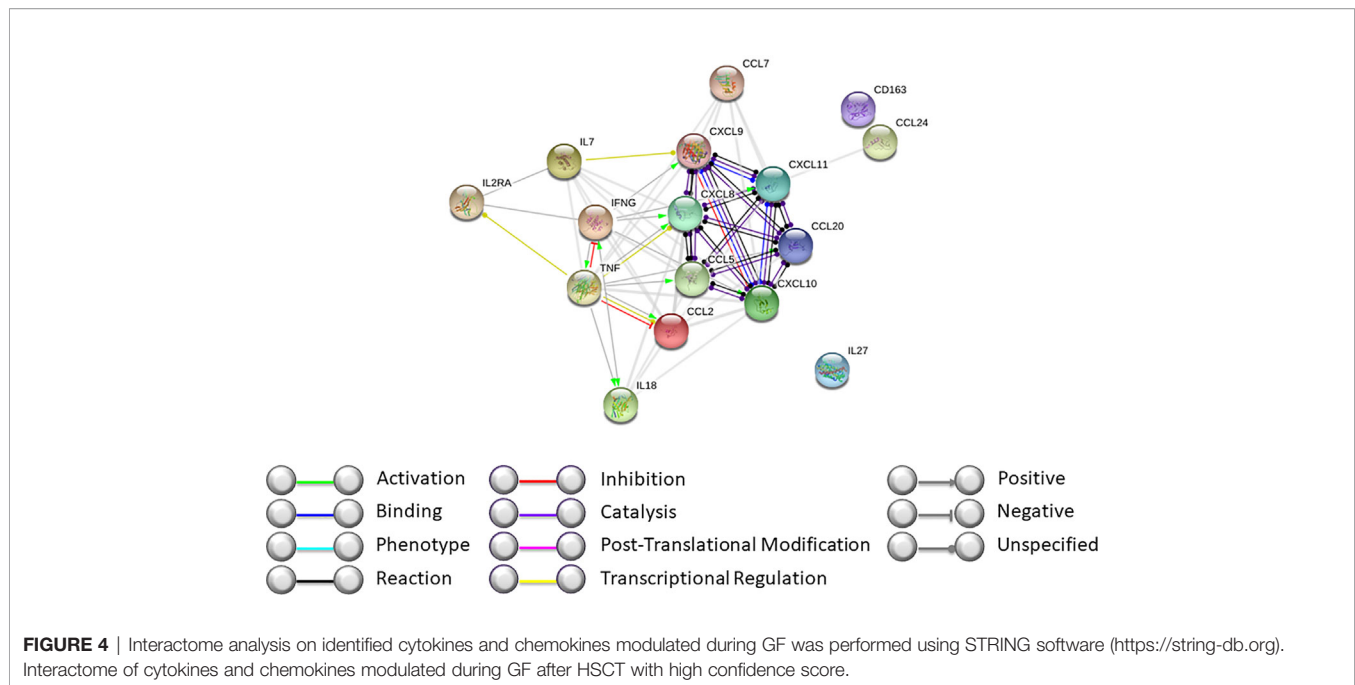 CCL7
CD163
CCL24
CXCL9
IL7
CXCL11
IL2RA
CXCL8
IFNG
CCL20
CCL5
TNF
CXCL10
CCL2
IL27
IL18
Activation
Inhibition
Positive
Binding
Catalysis
Negative
Phenotype
Post-Translational Modification
Unspecified
Reaction
Transcriptional Regulation
FIGURE 4 | Interactome analysis on identified cytokines and chemokines modulated during GF was performed using STRING software (https://string-db.org).
Interactome of cytokines and chemokines modulated during GF after HSCT with high confidence score.